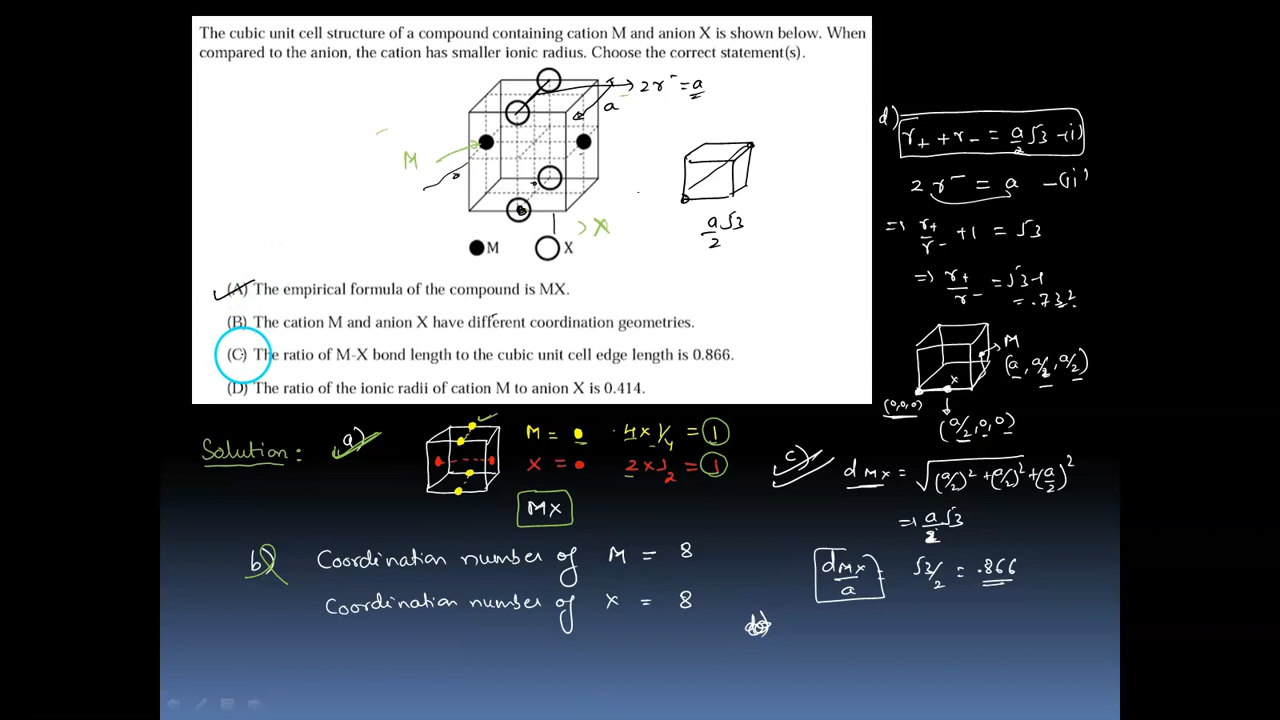 The cubic unit cell structure of a compound containing cation M and anion X is shown below. When
compared to the anion, the cation has smaller ionic radius. Choose the correct statement(s).
2r⁻ = a
a
M
X
M X
a/2 √3
(A) The empirical formula of the compound is MX.
(B) The cation M and anion X have different coordination geometries.
(C) The ratio of M-X bond length to the cubic unit cell edge length is 0.866.
(D) The ratio of the ionic radii of cation M to anion X is 0.414.
d)
r₊ + r₋ = a/2 √3 -(i)
2 r⁻ = a -(ii)
=> r₊/r₋ + 1 = √3
=> r₊/r₋ = √3-1
= .732
M
(a, a/2, a/2)
X
(0,0,0)
(a/2, 0, 0)
Solution: a)
M = 4 x 1/4 = 1
X = 2 x 1/2 = 1
MX
b) Coordination number of M = 8
Coordination number of X = 8
c) dMX = √(a/2)² + (a/2)² + (a/2)²
=> a/2 √3
dMX/a = √3/2 = .866